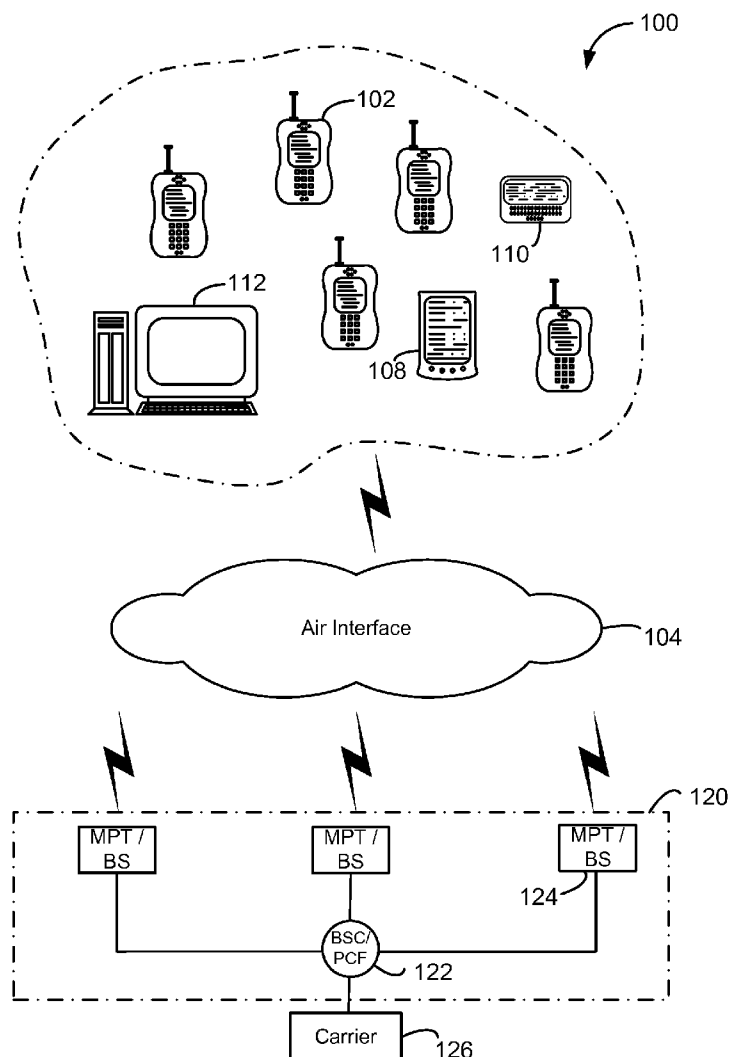 100
102
110
112
108
Air Interface
104
120
MPT /
BS
MPT /
BS
MPT /
BS
124
BSC/
PCF
122
Carrier
126